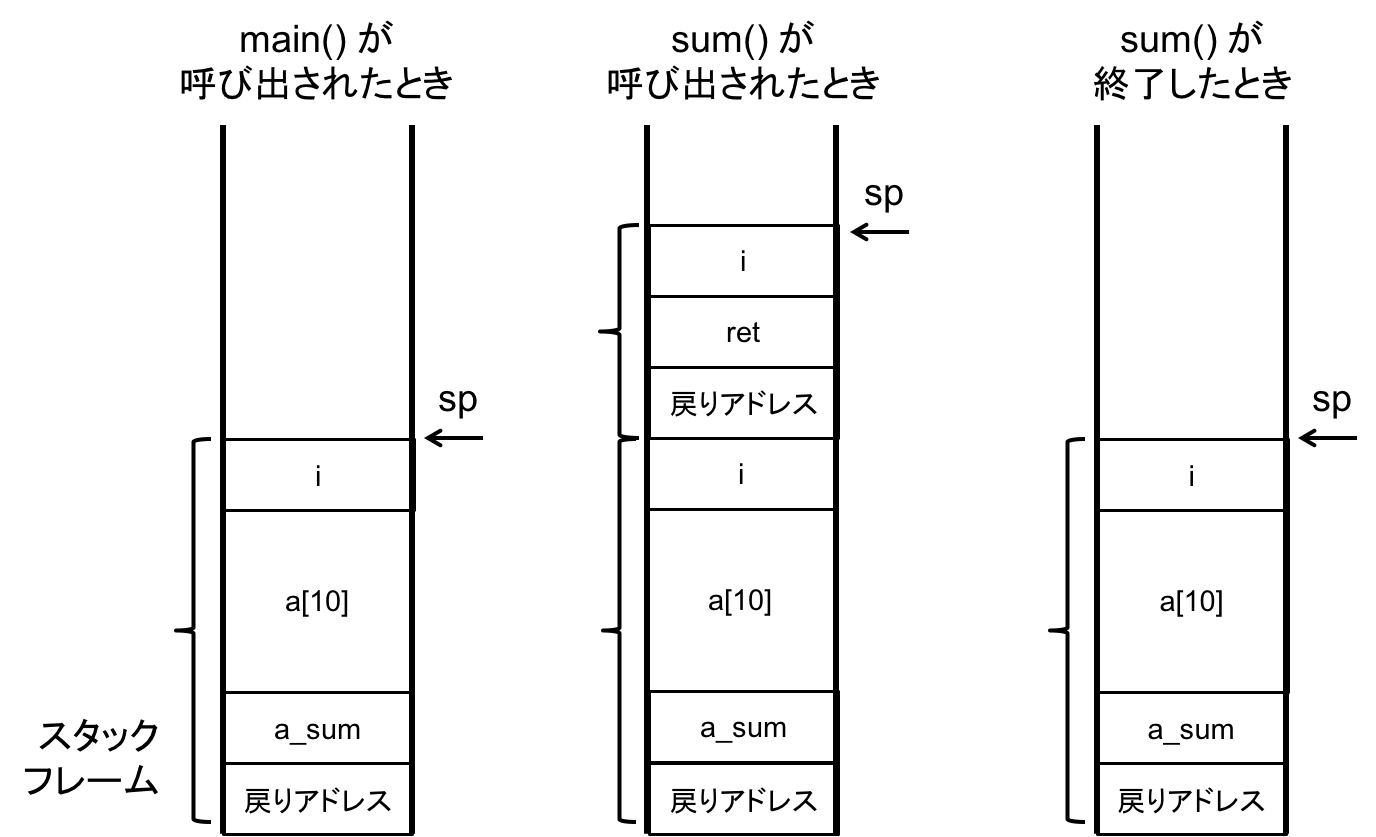 main() が
呼び出されたとき
sum() が
呼び出されたとき
sum() が
終了したとき
sp
i
ret
戻りアドレス
sp
i
a[10]
a_sum
戻りアドレス
i
a[10]
a_sum
戻りアドレス
sp
i
a[10]
a_sum
戻りアドレス
スタック
フレーム